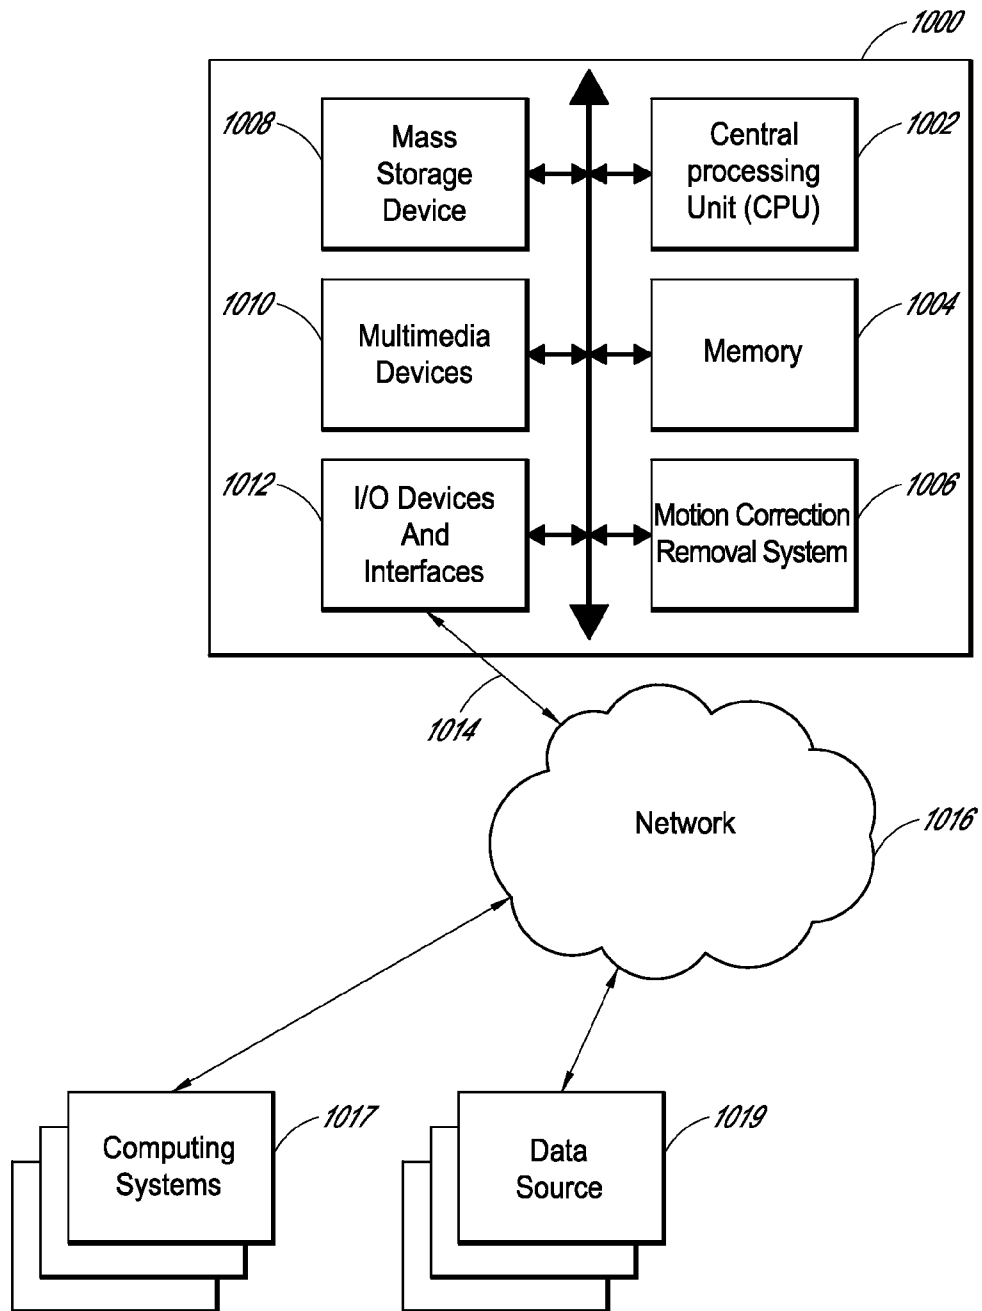 1000
1008
Mass
Storage
Device
Central
processing
Unit (CPU)
1002
1010
Multimedia
Devices
Memory
1004
1012
I/O Devices
And
Interfaces
Motion Correction
Removal System
1006
1014
Network
1016
Computing
Systems
1017
Data
Source
1019